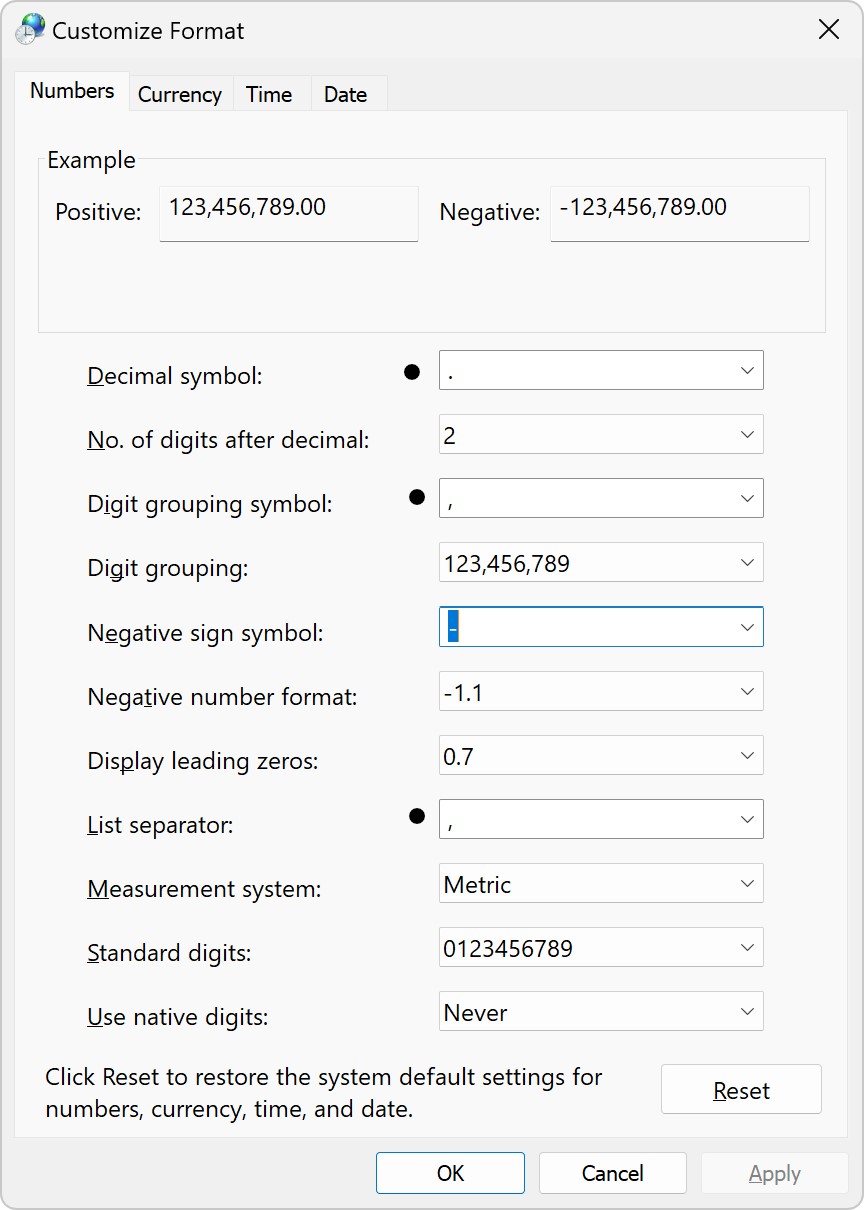 Customize Format
Numbers Currency Time Date
Example
Positive: 123,456,789.00 Negative: -123,456,789.00
Decimal symbol: .
No. of digits after decimal: 2
Digit grouping symbol: ,
Digit grouping: 123,456,789
Negative sign symbol: -
Negative number format: -1.1
Display leading zeros: 0.7
List separator: ,
Measurement system: Metric
Standard digits: 0123456789
Use native digits: Never
Click Reset to restore the system default settings for
numbers, currency, time, and date.
Reset
OK Cancel Apply